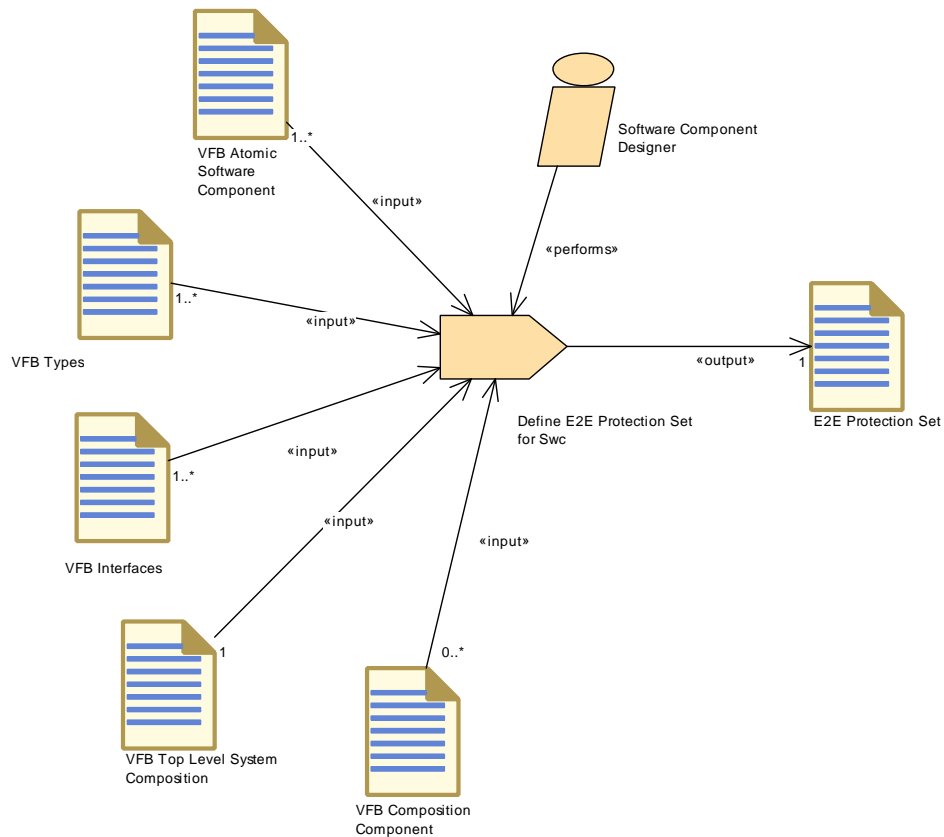 1..*
VFB Atomic
Software
Component
Software Component
Designer
«input»
«performs»
1..*
«input»
VFB Types
«output»
1
Define E2E Protection Set
for Swc
E2E Protection Set
«input»
1..*
VFB Interfaces
«input»
«input»
1
0..*
VFB Top Level System
Composition
VFB Composition
Component